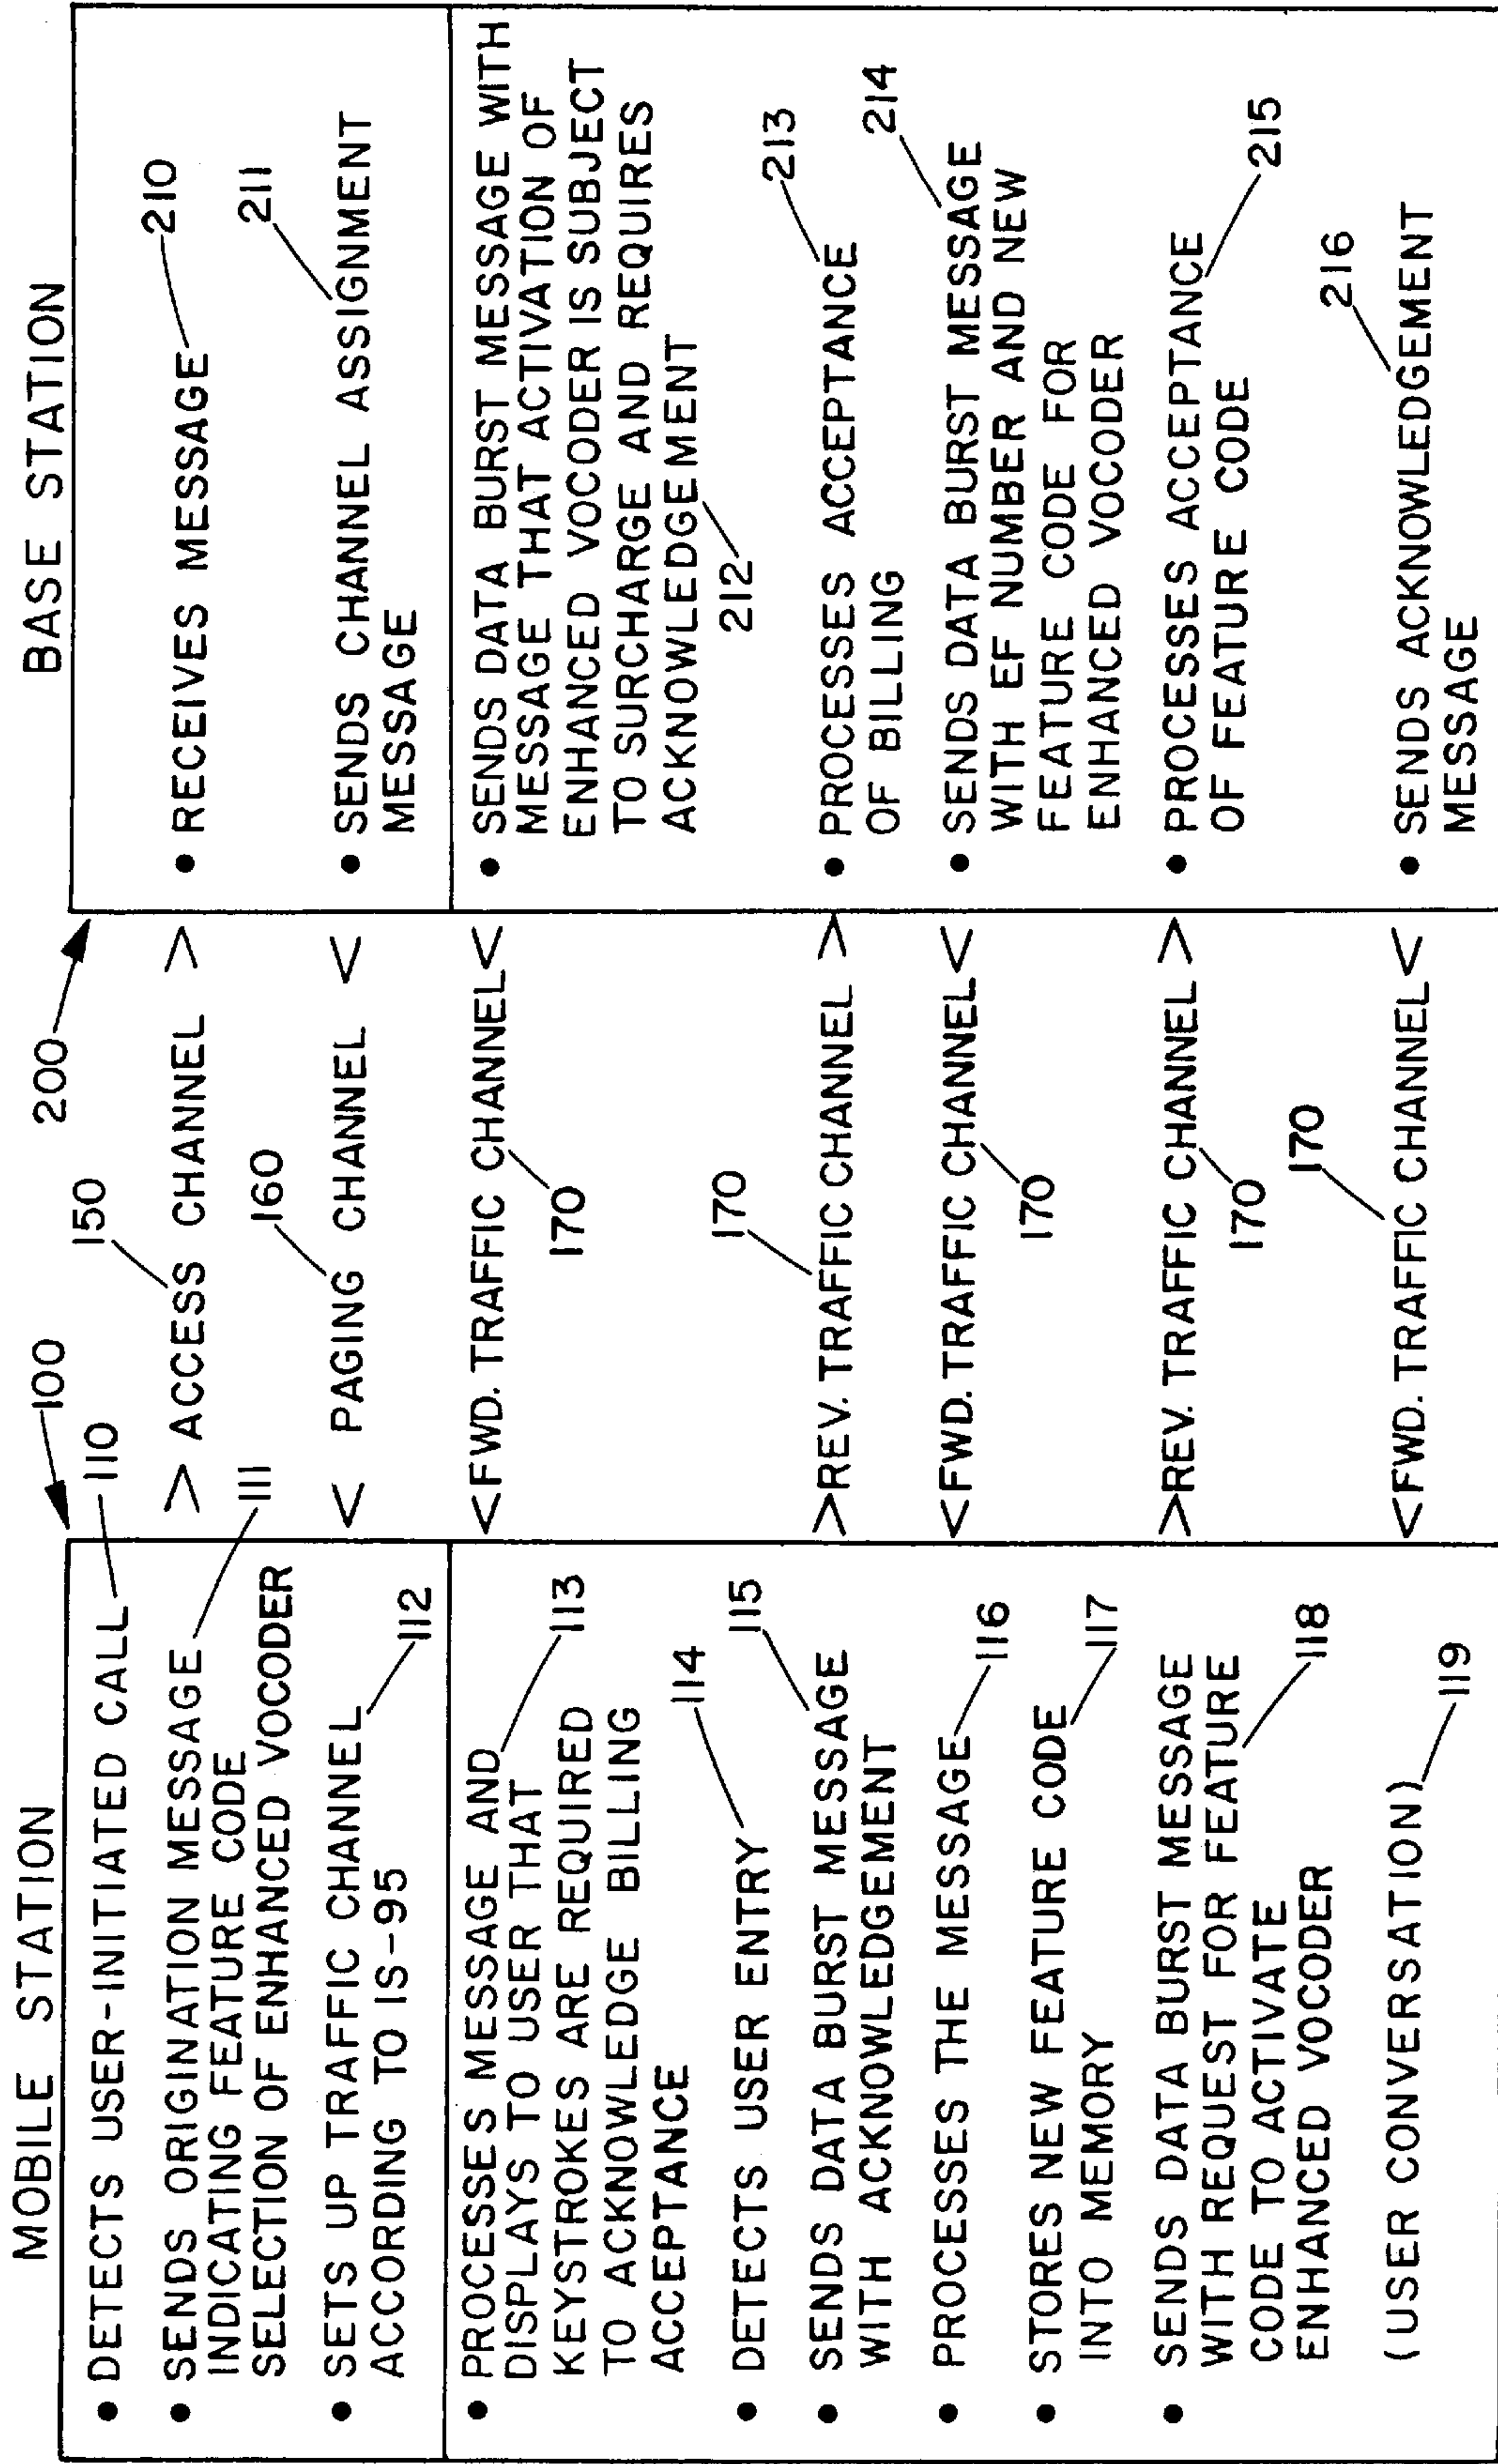 MOBILE STATION
100
• DETECTS USER-INITIATED CALL
110
• SENDS ORIGINATION MESSAGE
INDICATING FEATURE CODE
SELECTION OF ENHANCED VOCODER
111
• SETS UP TRAFFIC CHANNEL
ACCORDING TO IS-95
112
• PROCESSES MESSAGE AND
DISPLAYS TO USER THAT
KEYSTROKES ARE REQUIRED
TO ACKNOWLEDGE BILLING
ACCEPTANCE
113
• DETECTS USER ENTRY
114
• SENDS DATA BURST MESSAGE
WITH ACKNOWLEDGEMENT
115
• PROCESSES THE MESSAGE
116
• STORES NEW FEATURE CODE
INTO MEMORY
117
• SENDS DATA BURST MESSAGE
WITH REQUEST FOR FEATURE
CODE TO ACTIVATE
ENHANCED VOCODER
118
(USER CONVERSATION)
119
150
> ACCESS CHANNEL >
160
< PAGING CHANNEL <
<FWD. TRAFFIC CHANNEL<
170
170
>REV. TRAFFIC CHANNEL >
<FWD. TRAFFIC CHANNEL<
170
>REV. TRAFFIC CHANNEL >
170
170
<FWD. TRAFFIC CHANNEL <
BASE STATION
200
• RECEIVES MESSAGE
210
211
• SENDS CHANNEL ASSIGNMENT
MESSAGE
• SENDS DATA BURST MESSAGE WITH
MESSAGE THAT ACTIVATION OF
ENHANCED VOCODER IS SUBJECT
TO SURCHARGE AND REQUIRES
ACKNOWLEDGEMENT
212
• PROCESSES ACCEPTANCE
OF BILLING
213
• SENDS DATA BURST MESSAGE
WITH EF NUMBER AND NEW
FEATURE CODE FOR
ENHANCED VOCODER
214
• PROCESSES ACCEPTANCE
OF FEATURE CODE
215
216
• SENDS ACKNOWLEDGEMENT
MESSAGE